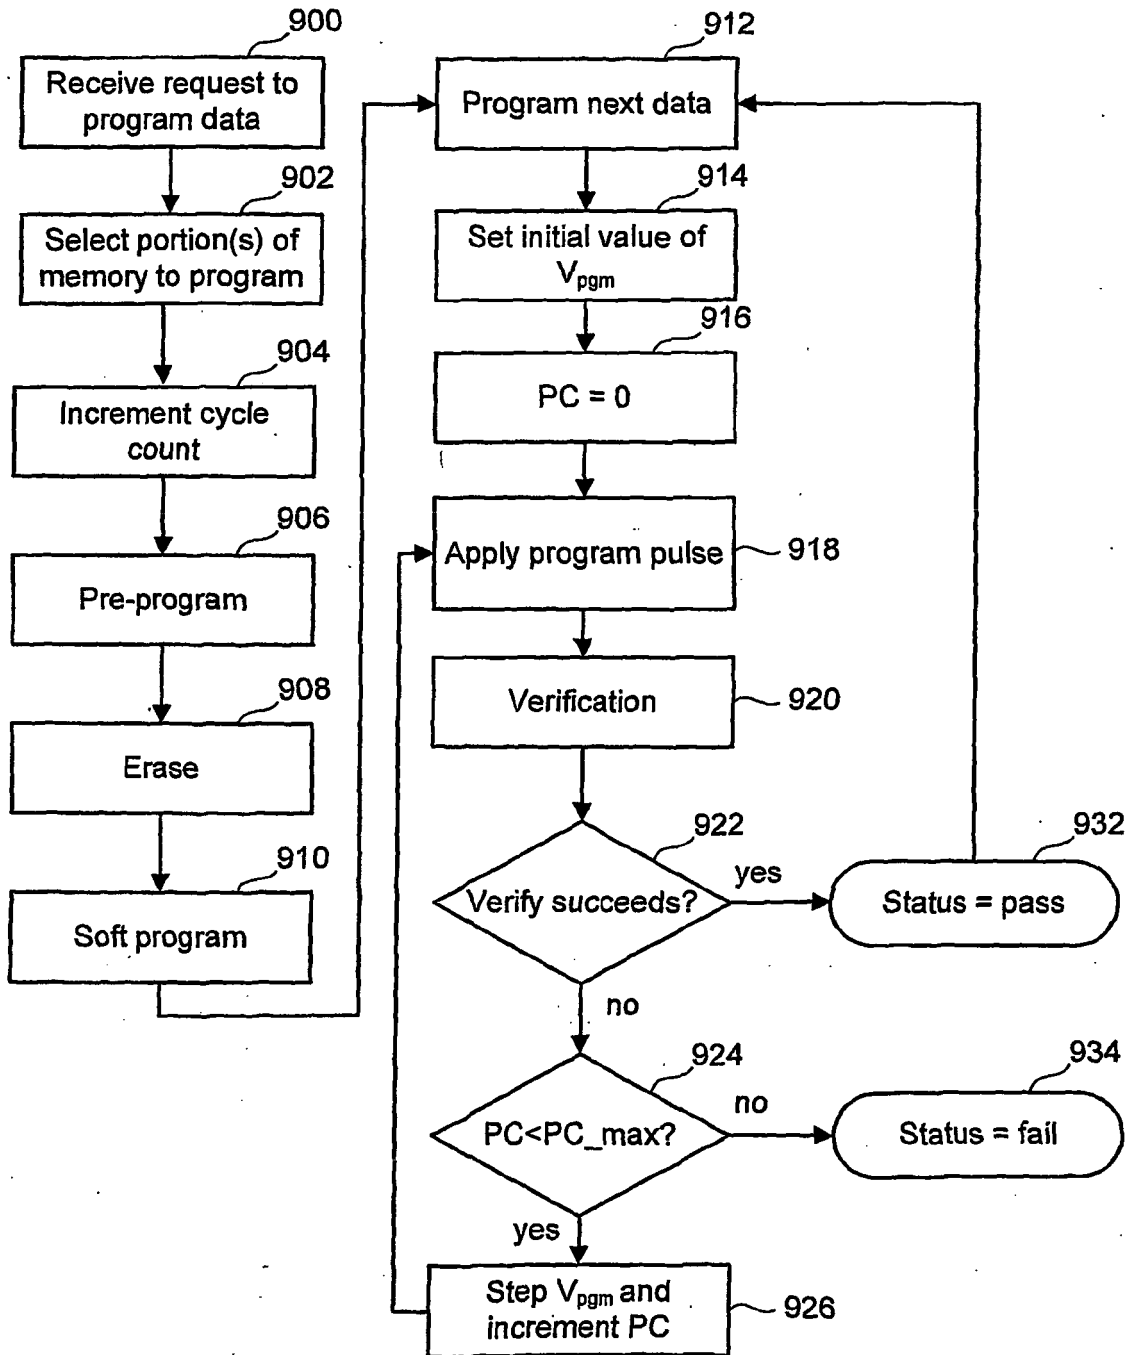 900
Receive request to
program data
902
Select portion(s) of
memory to program
904
Increment cycle
count
906
Pre-program
908
Erase
910
Soft program
912
Program next data
914
Set initial value of
Vpgm
916
PC = 0
Apply program pulse
918
Verification
920
922
Verify succeeds?
yes
932
Status = pass
no
924
PC<PC_max?
no
934
Status = fail
yes
Step Vpgm and
increment PC
926